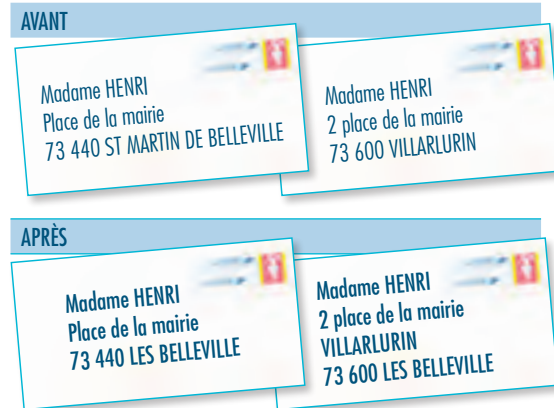 AVANT
Madame HENRI
Place de la mairie
73 440 ST MARTIN DE BELLEVILLE
Madame HENRI
2 place de la mairie
73 600 VILLARLURIN
APRÈS
Madame HENRI
Place de la mairie
73 440 LES BELLEVILLE
Madame HENRI
2 place de la mairie
VILLARLURIN
73 600 LES BELLEVILLE